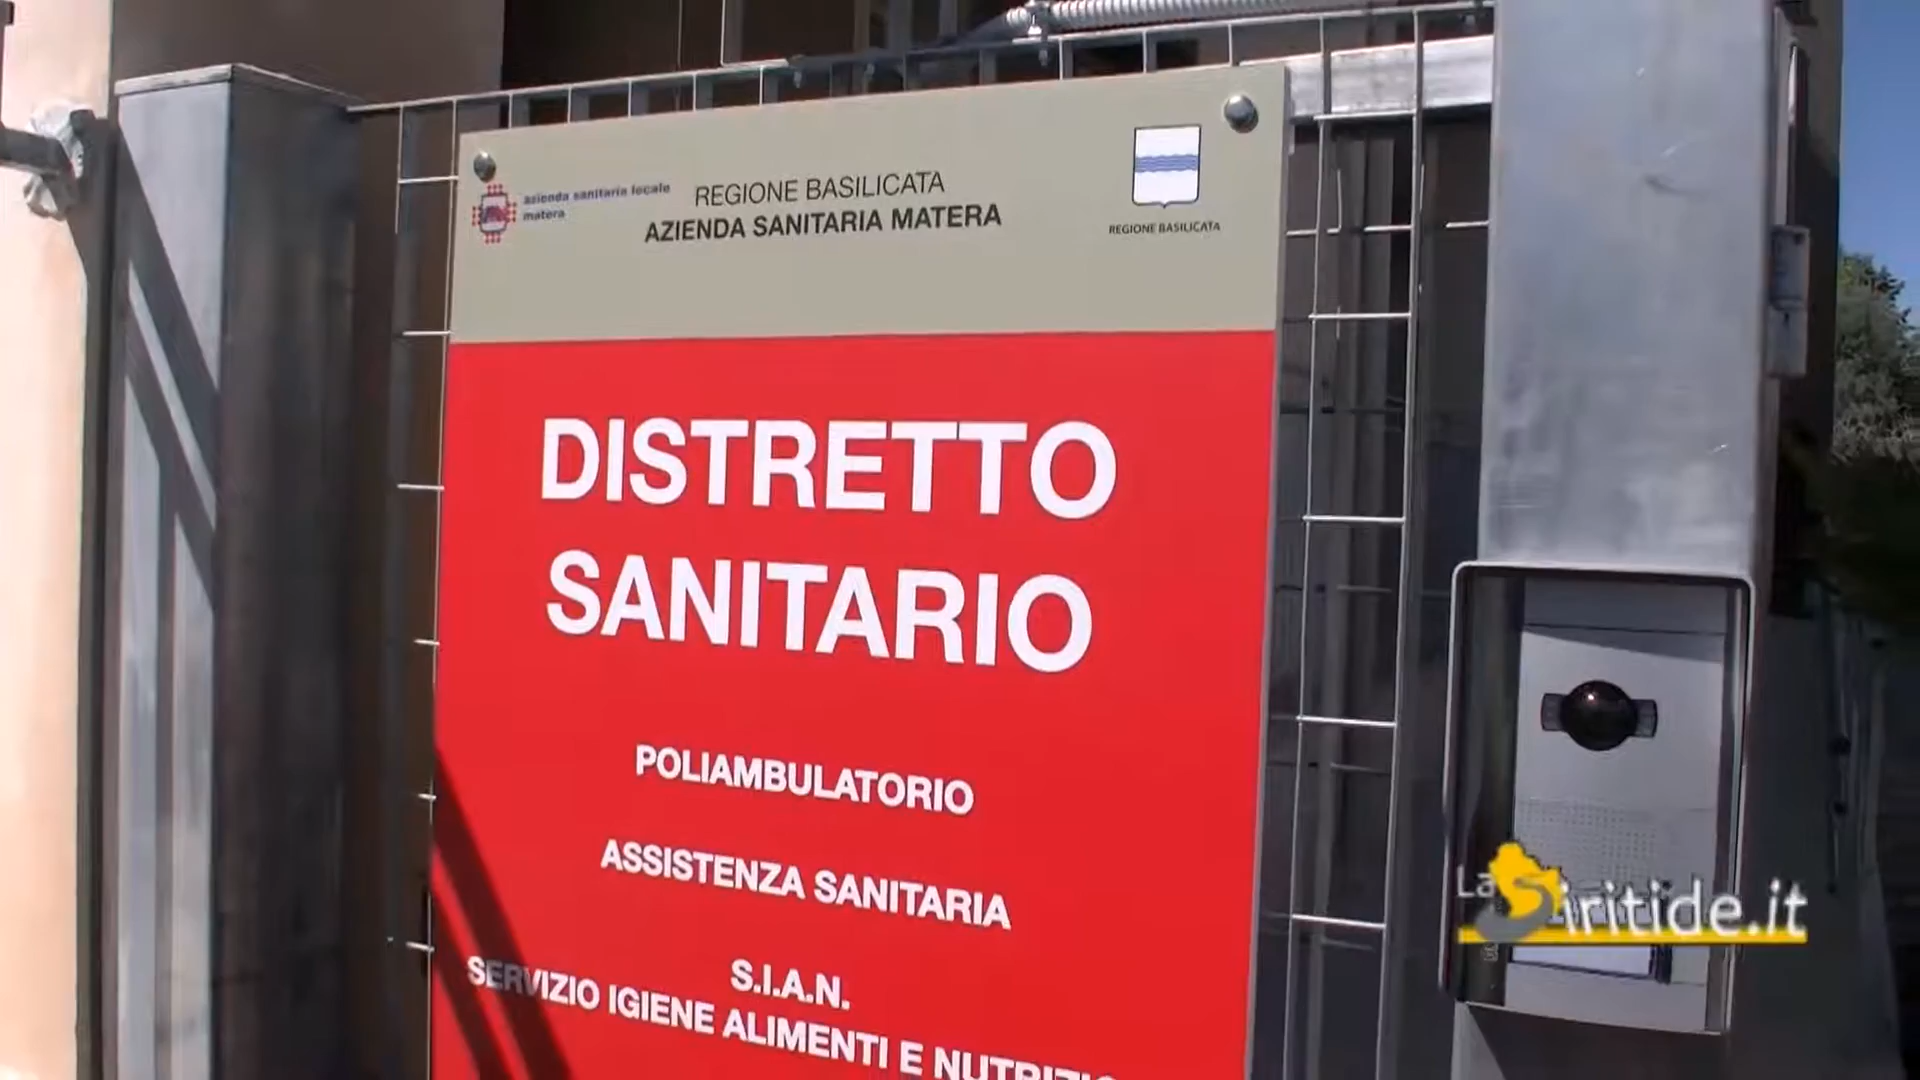 azienda sanitaria locale
matera
REGIONE BASILICATA
AZIENDA SANITARIA MATERA
REGIONE BASILICATA
DISTRETTO
SANITARIO
POLIAMBULATORIO
ASSISTENZA SANITARIA
S.I.A.N.
SERVIZIO IGIENE ALIMENTI E
La Siritide.it